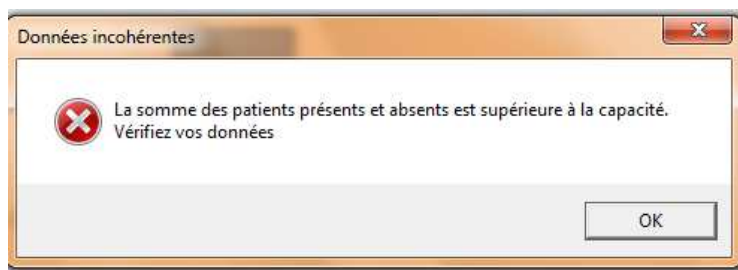 Données incohérentes
La somme des patients présents et absents est supérieure à la capacité.
Vérifiez vos données
OK